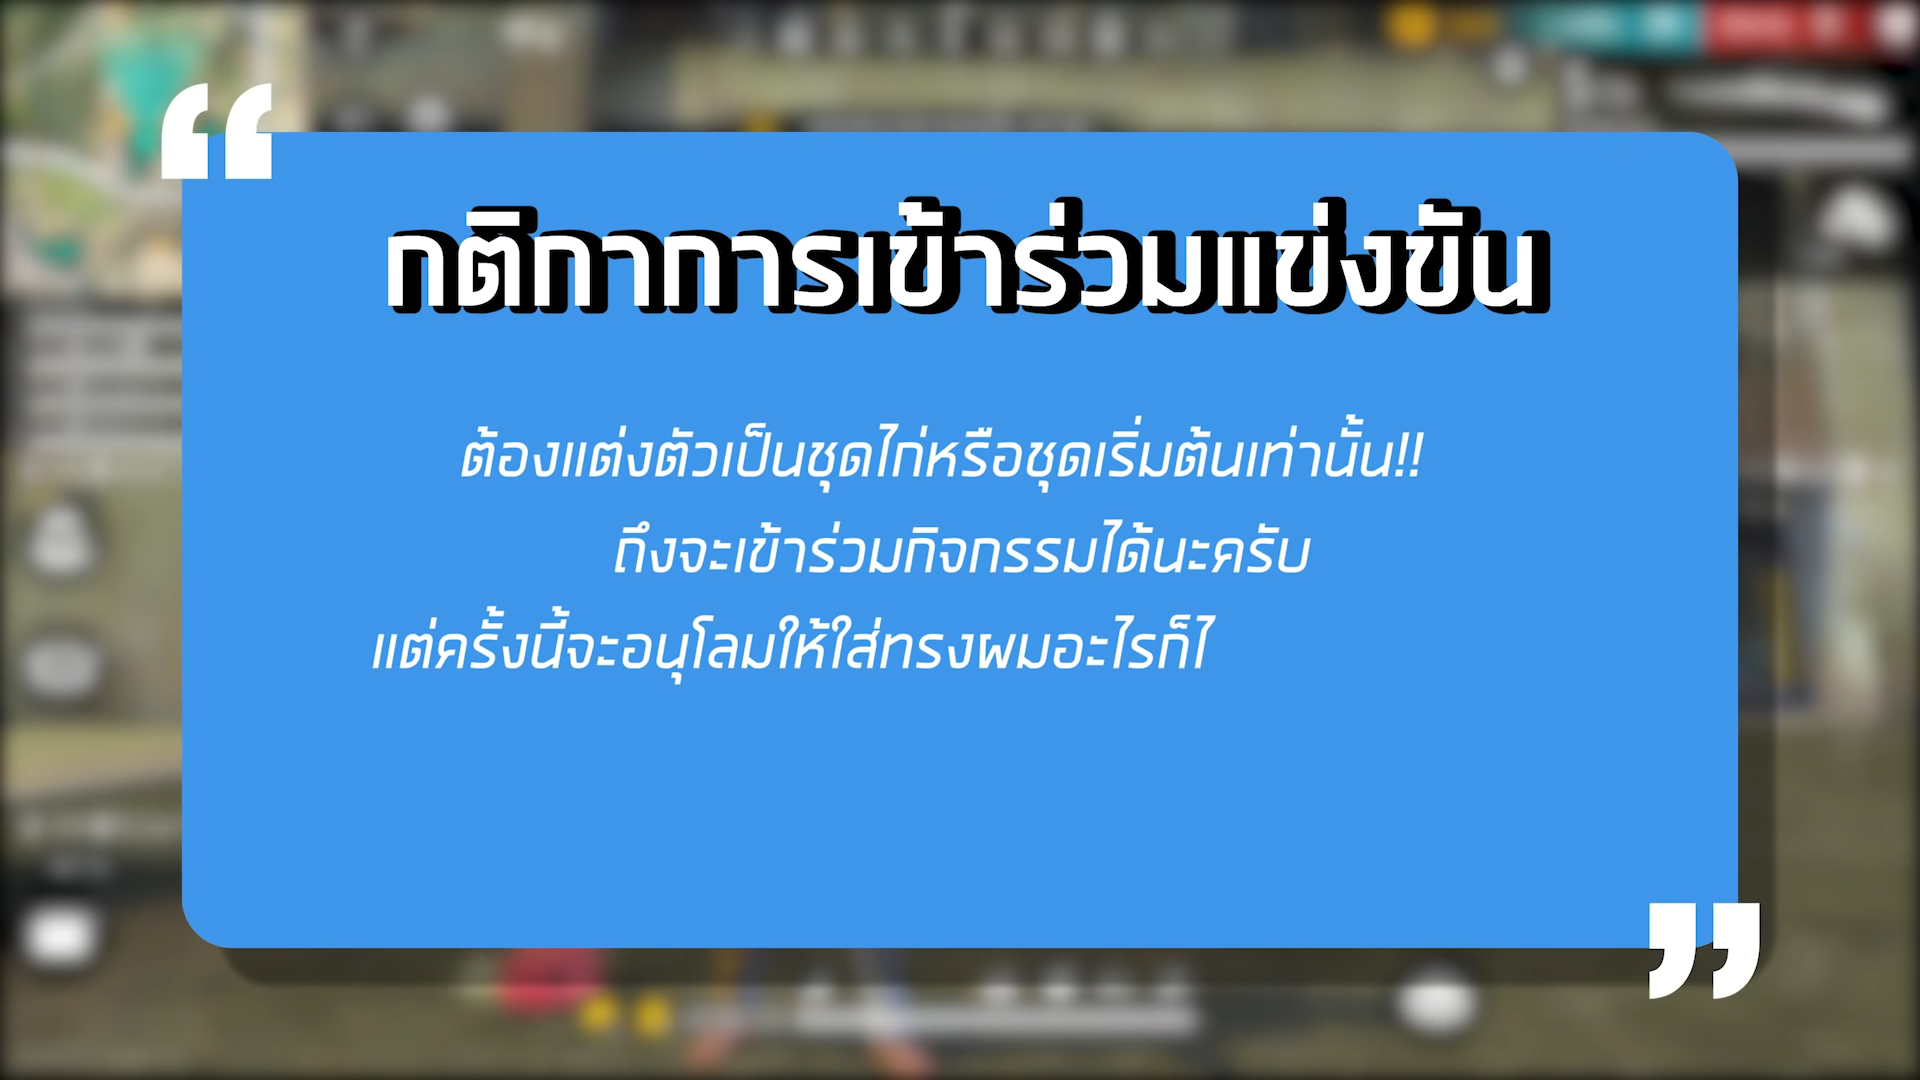 “
กติกาการเข้าร่วมแข่งขัน
ต้องแต่งตัวเป็นชุดไก่หรือชุดเริ่มต้นเท่านั้น!!
ถึงจะเข้าร่วมกิจกรรมได้นะครับ
แต่ครั้งนี้จะอนุโลมให้ใส่ทรงผมอะไรก็ไ
”